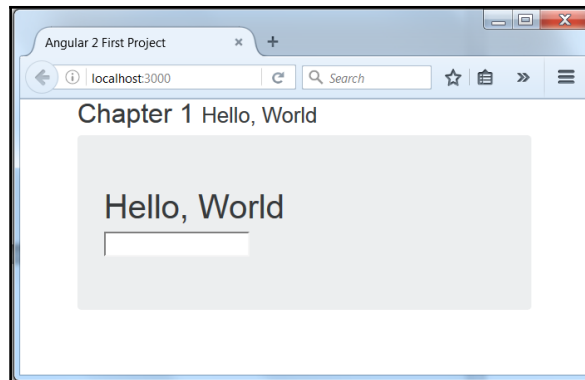 Angular 2 First Project
localhost:3000
Search
Chapter 1 Hello, World
Hello, World